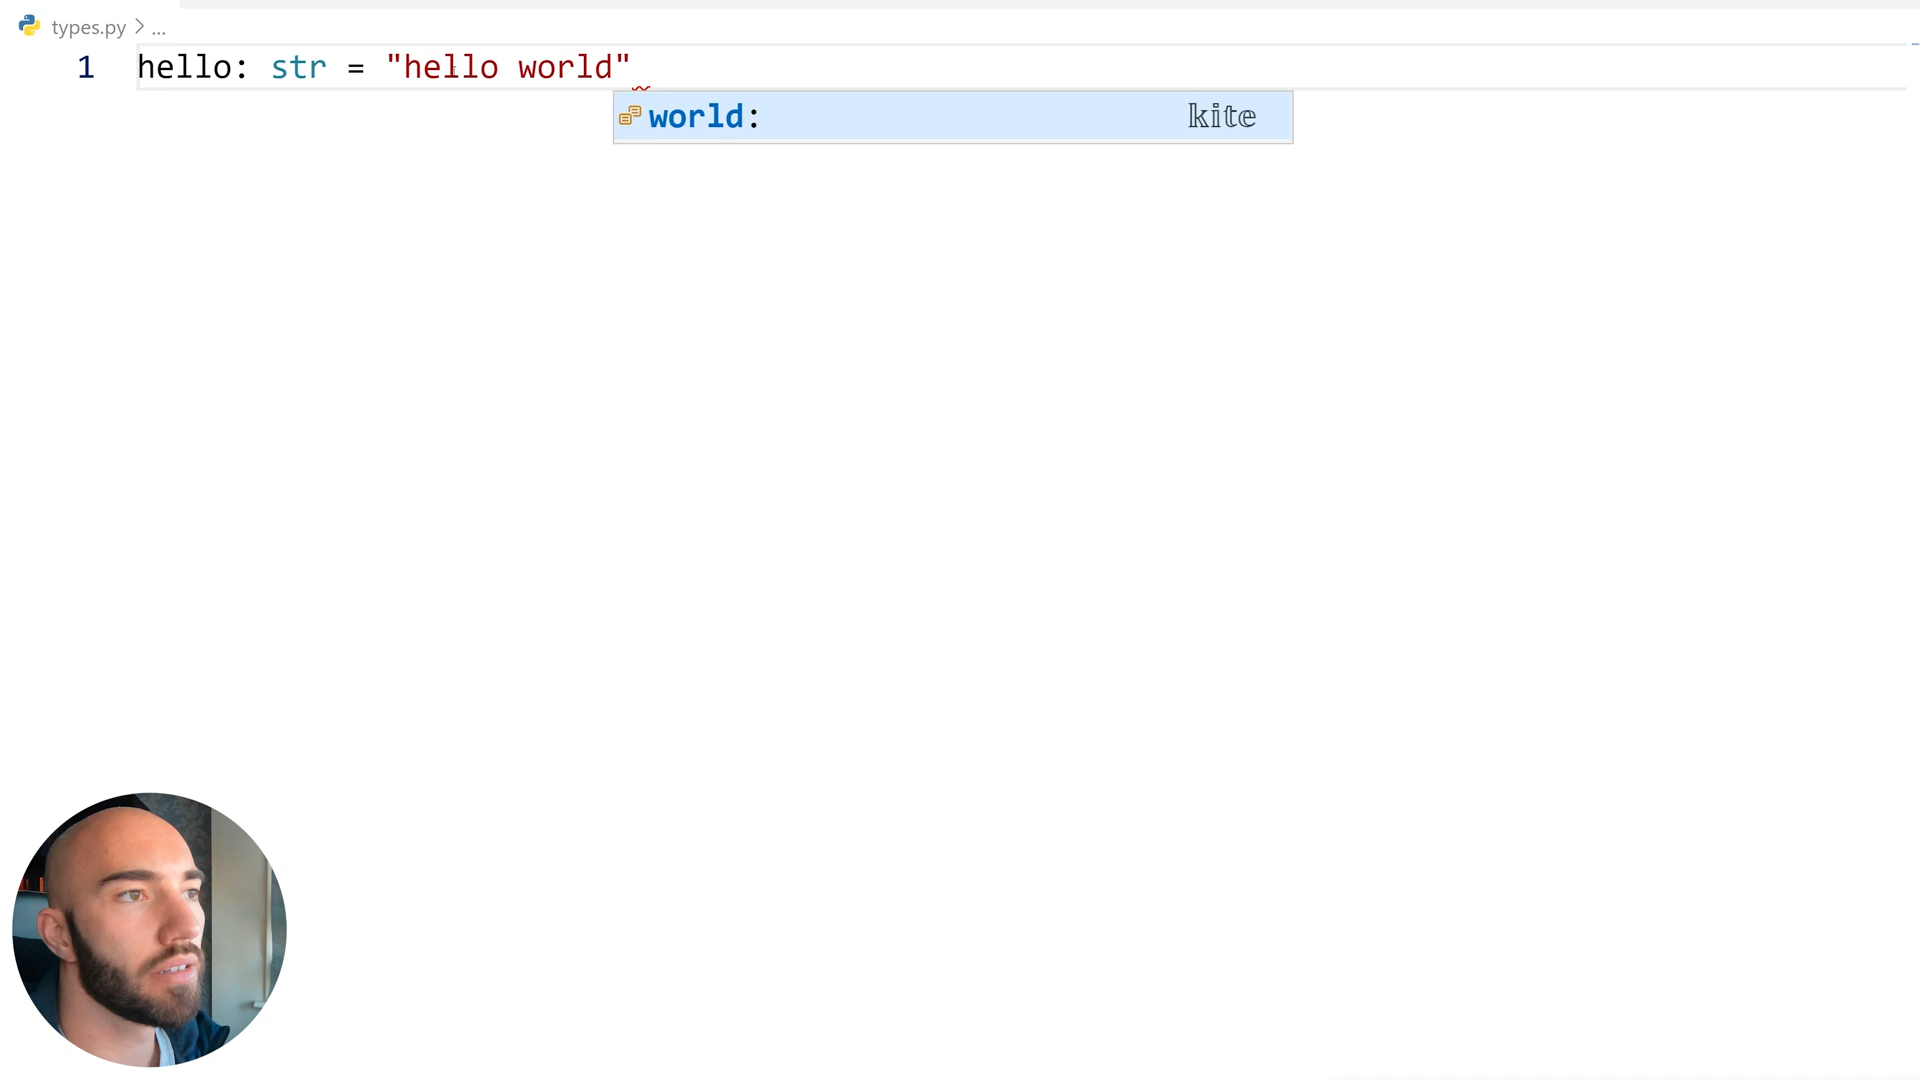 types.py > ...
1 hello: str = "hello world"
world: kite